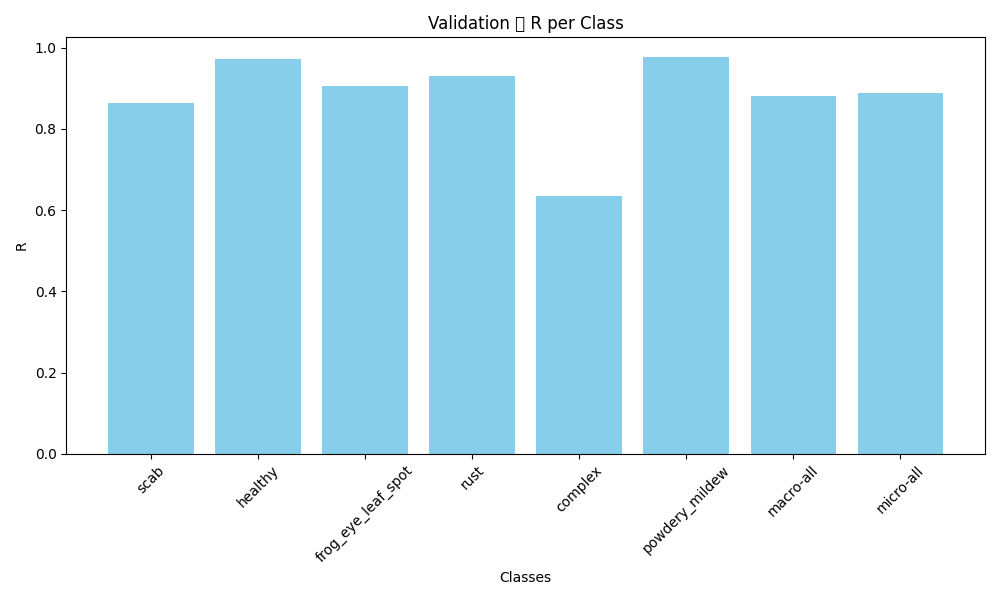 Validation R per Class
1.0
0.8
0.6
0.4
0.2
0.0
R
scab
healthy
frog_eye_leaf_spot
rust
complex
powdery_mildew
macro-all
micro-all
Classes